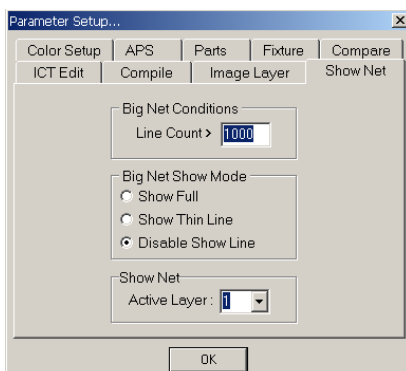 Parameter Setup...
Color Setup APS Parts Fixture Compare
ICT Edit Compile Image Layer Show Net
Big Net Conditions
Line Count > 1000
Big Net Show Mode
Show Full
Show Thin Line
Disable Show Line
Show Net
Active Layer : 1
OK